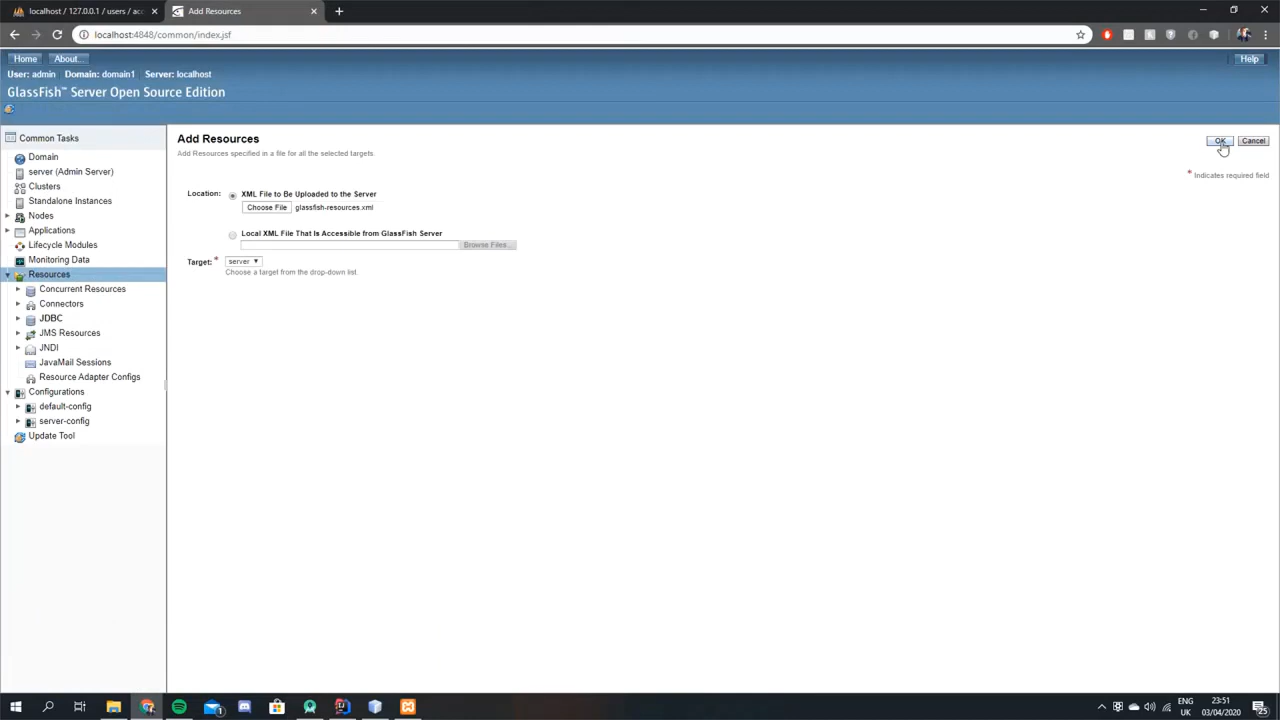 localhost / 127.0.0.1 / users / acc
Add Resources
localhost:4848/common/index.jsf
Home
About...
Help
User: admin Domain: domain1 Server: localhost
GlassFish™ Server Open Source Edition
Common Tasks
Domain
server (Admin Server)
Clusters
Standalone Instances
Nodes
Applications
Lifecycle Modules
Monitoring Data
Resources
Concurrent Resources
Connectors
JDBC
JMS Resources
JNDI
JavaMail Sessions
Resource Adapter Configs
Configurations
default-config
server-config
Update Tool
Add Resources
Add Resources specified in a file for all the selected targets.
OK
Cancel
* Indicates required field
Location:
XML File to Be Uploaded to the Server
Choose File glassfish-resources.xml
Local XML File That Is Accessible from GlassFish Server
Browse Files...
Target: * server
Choose a target from the drop-down list.
ENG
UK
23:51
03/04/2020
25